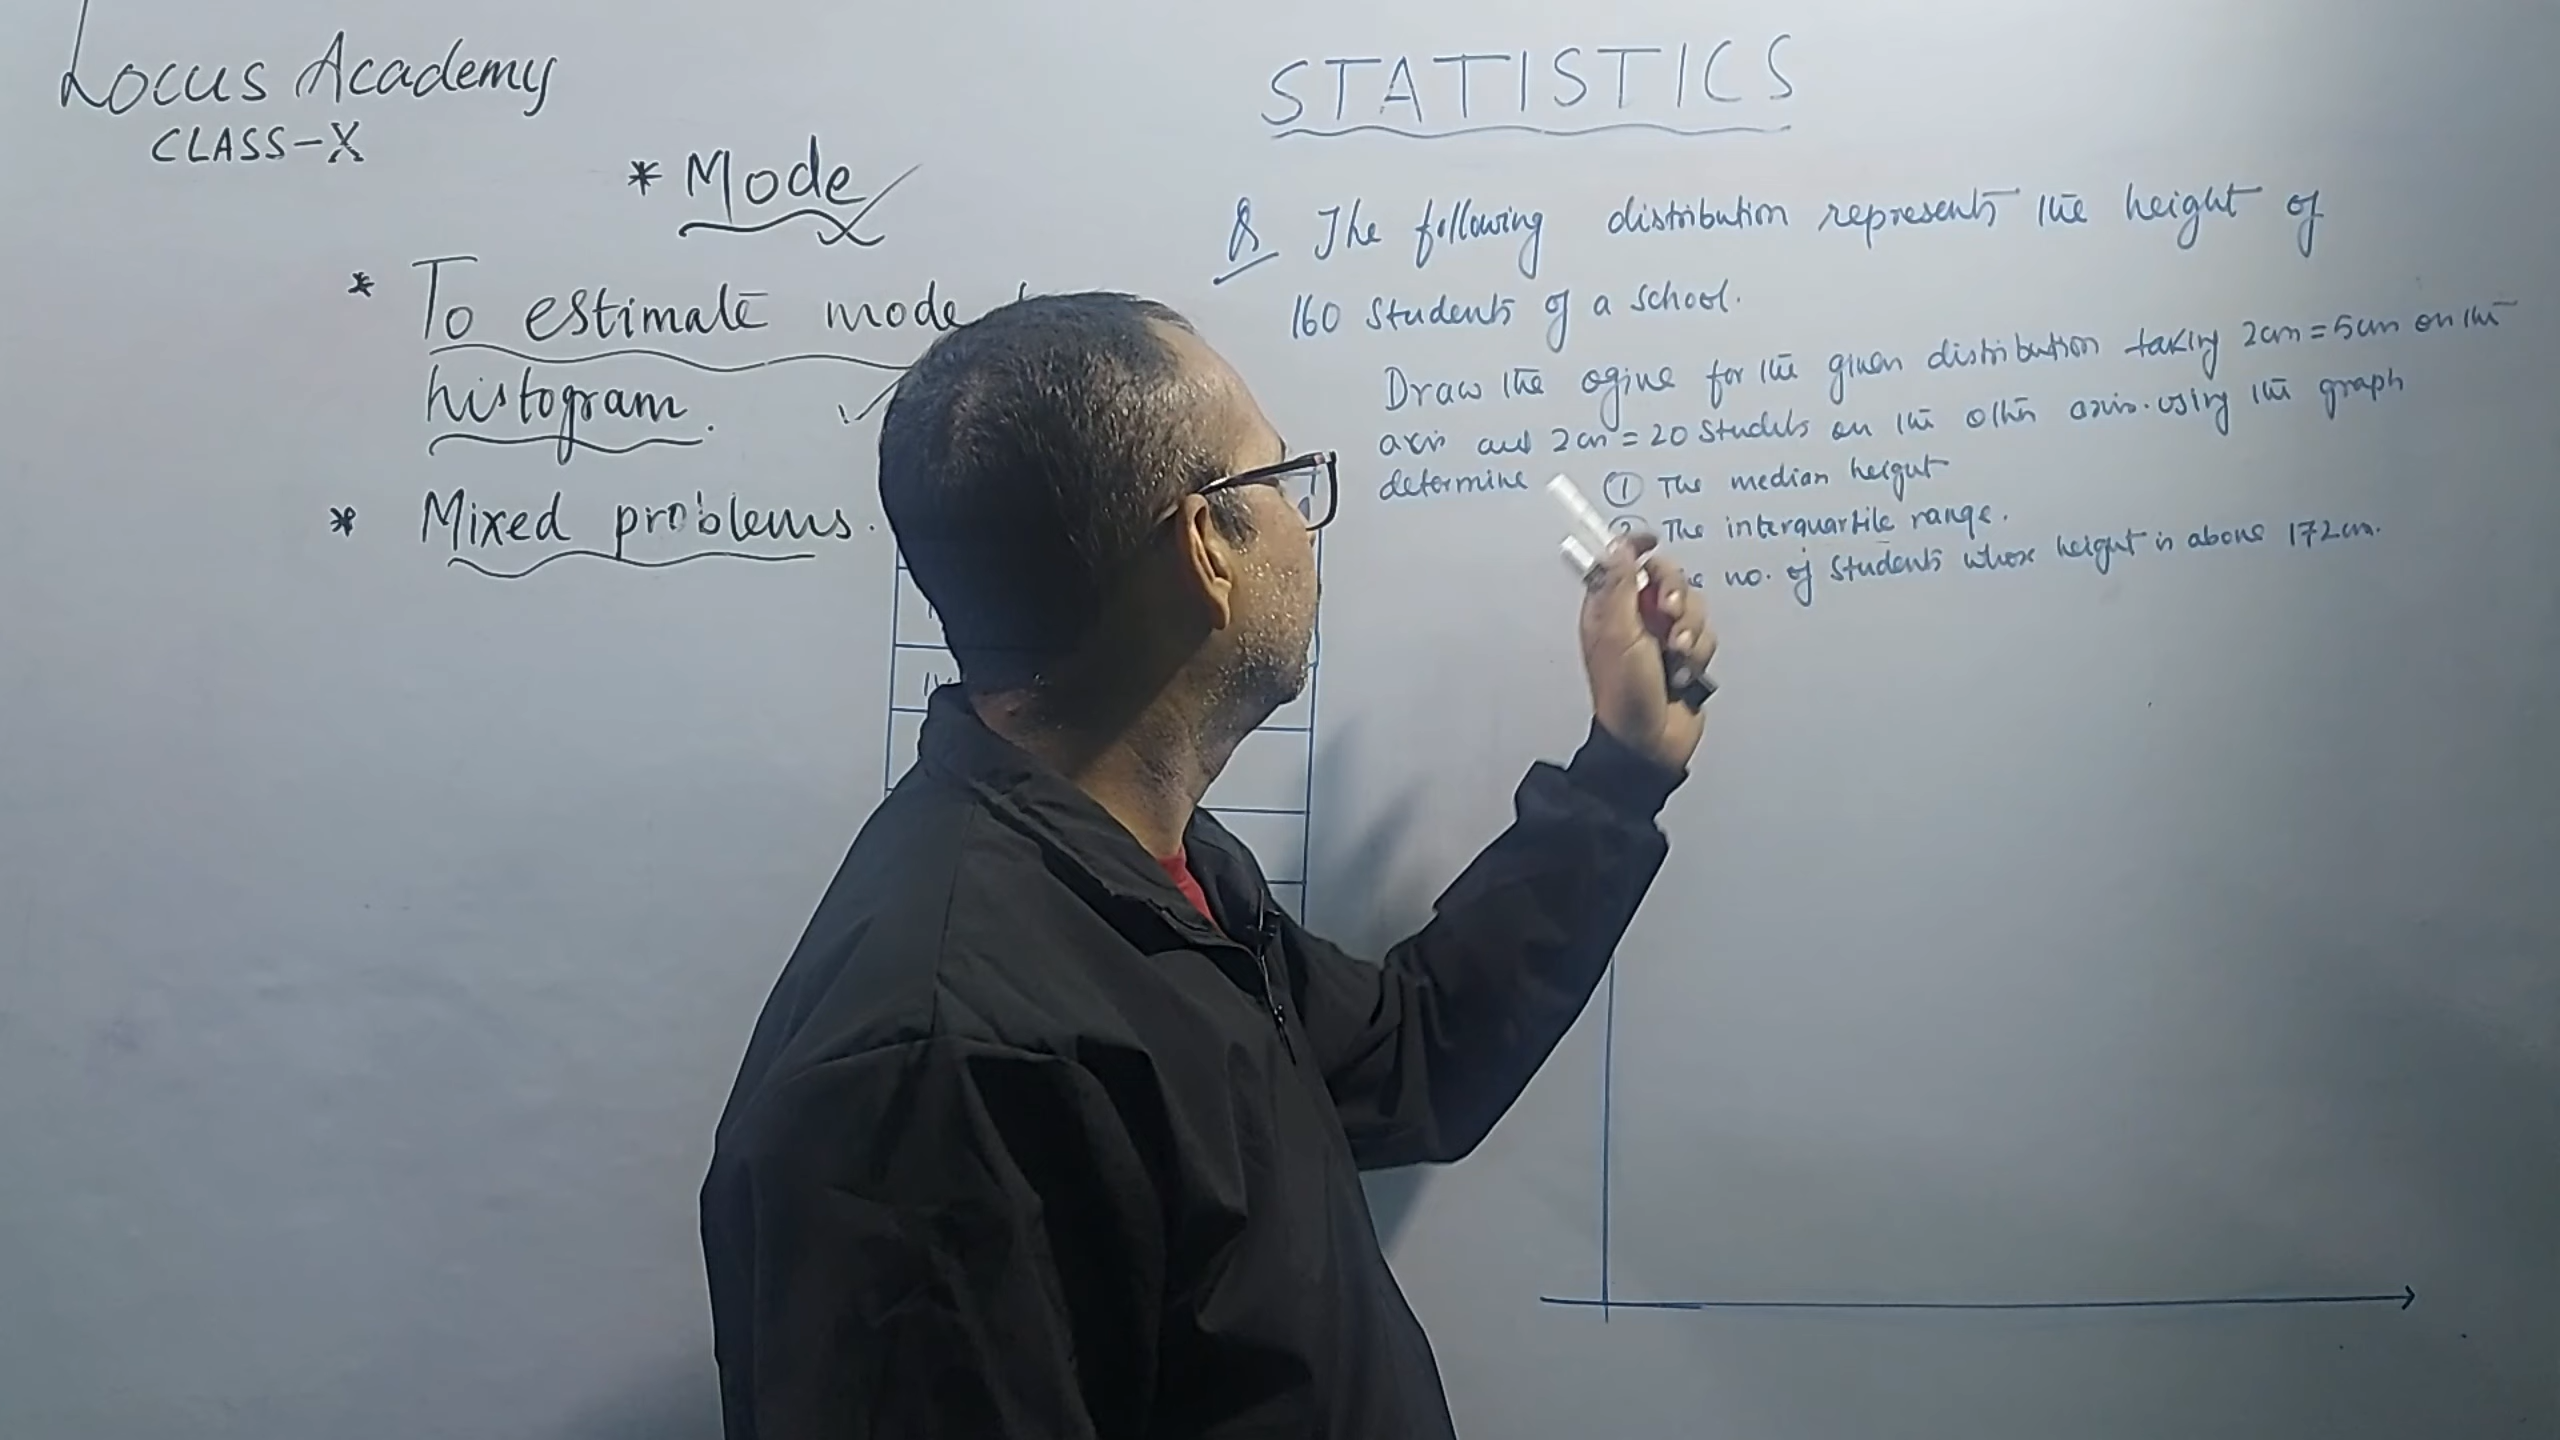 Locus Academy
CLASS-X
* Mode
* To estimate mode
histogram.
* Mixed problems.
STATISTICS
Q The following distribution represents the height of
160 students of a school.
Draw the ogive for the given distribution taking 2cm = 5cm on the
axis and 2cm = 20 students on the other axis. using the graph
determine ① The median height
The interquartile range.
no. of students whose height is above 172cm.